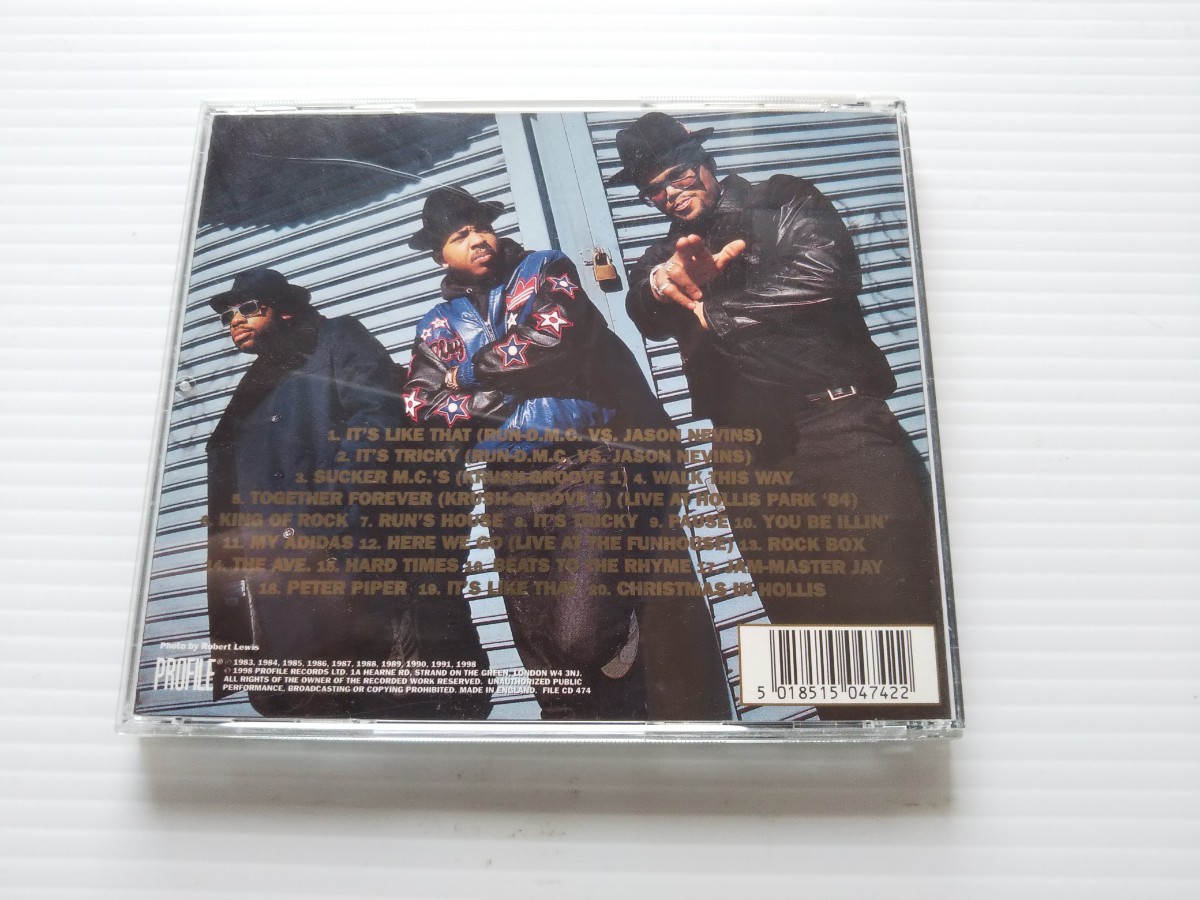 1. IT'S LIKE THAT (RUN-D.M.C. VS. JASON NEVINS)
2. IT'S TRICKY (RUN-D.M.C. VS. JASON NEVINS)
3. SUCKER M.C.'S (KRUSH-GROOVE 1) 4. WALK THIS WAY
5. TOGETHER FOREVER (KRUSH-GROOVE 4) (LIVE AT HOLLIS PARK '84)
6. KING OF ROCK 7. RUN'S HOUSE 8. IT'S TRICKY 9. PAUSE 10. YOU BE ILLIN'
11. MY ADIDAS 12. HERE WE GO (LIVE AT THE FUNHOUSE) 13. ROCK BOX
14. THE AVE. 15. HARD TIMES 16. BEATS TO THE RHYME 17. JAM-MASTER JAY
18. PETER PIPER 19. IT'S LIKE THAT 20. CHRISTMAS IN HOLLIS
Photo by Robert Lewis
PROFILE® ℗ 1983, 1984, 1985, 1986, 1987, 1988, 1989, 1990, 1991, 1998
© 1998 PROFILE RECORDS LTD. 1A HEARNE RD, STRAND ON THE GREEN, LONDON W4 3NJ.
ALL RIGHTS OF THE OWNER OF THE RECORDED WORK RESERVED. UNAUTHORIZED PUBLIC
PERFORMANCE, BROADCASTING OR COPYING PROHIBITED. MADE IN ENGLAND. FILE CD 474
5 018515 047422